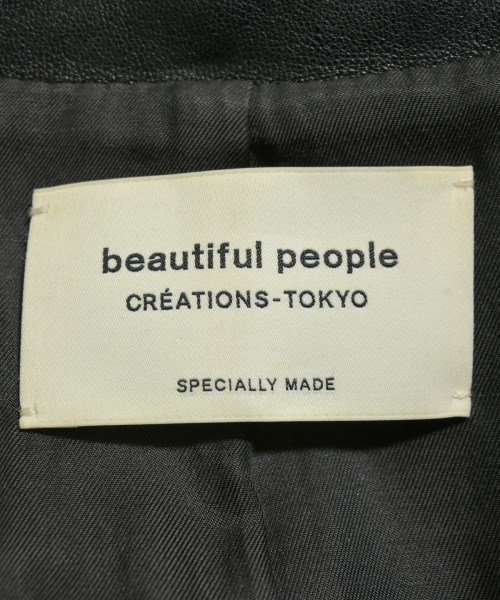 beautiful people
CRÉATIONS-TOKYO
SPECIALLY MADE